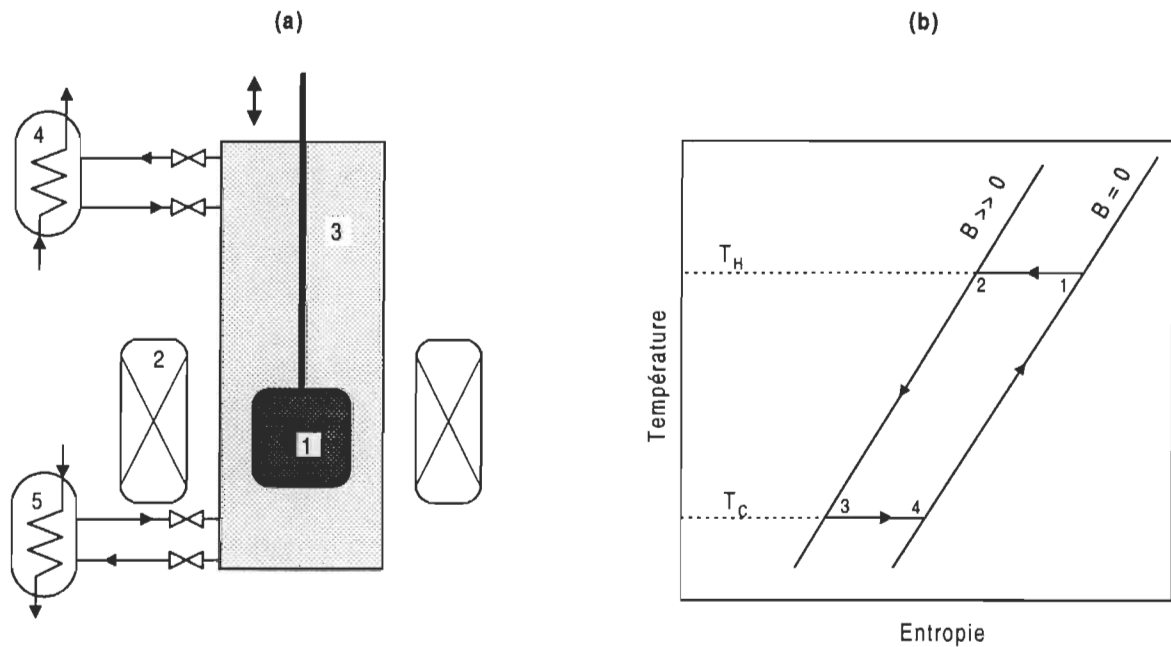 (a)
4
3
2
1
5
(b)
B >> 0
B = 0
T_H
2
1
T_C
3
4
Température
Entropie